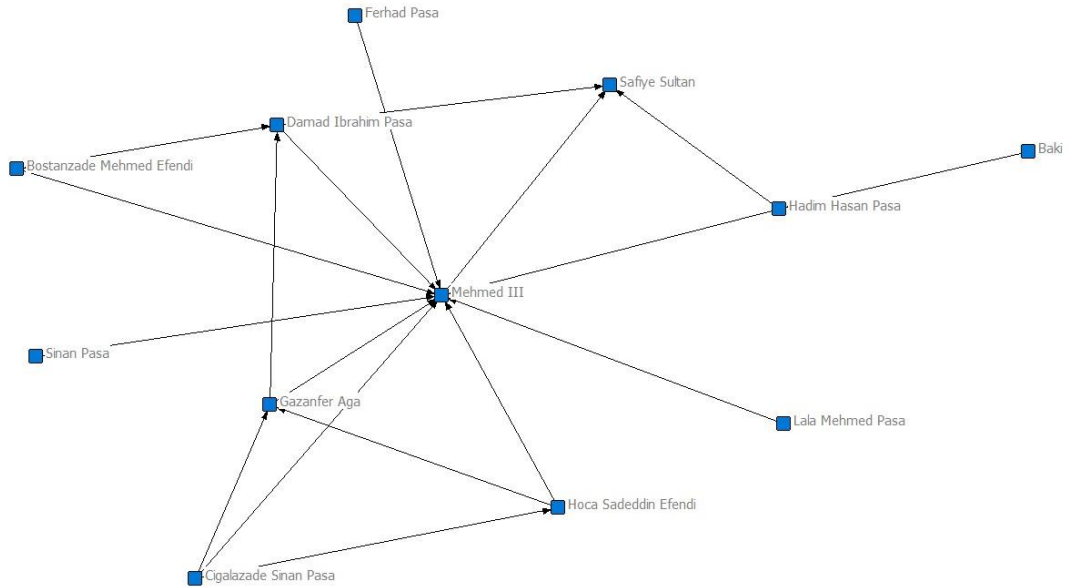 Ferhad Pasa
Safiye Sultan
Damad Ibrahim Pasa
Baki
Bostanzade Mehmed Efendi
Hadim Hasan Pasa
Mehmed III
Sinan Pasa
Gazanfer Aga
Lala Mehmed Pasa
Hoca Sadeddin Efendi
Cigalazade Sinan Pasa